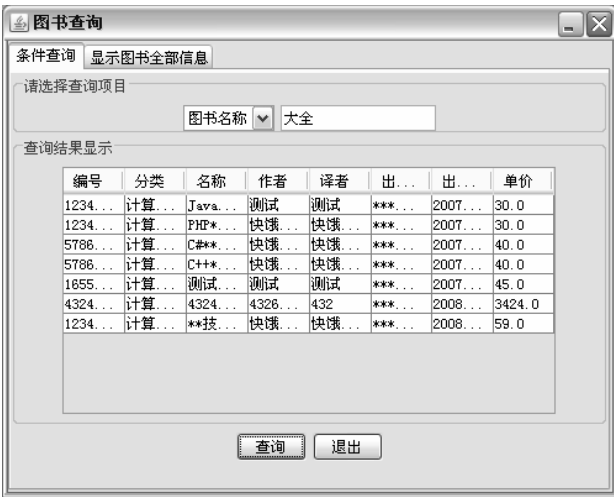 图书查询
条件查询 显示图书全部信息
请选择查询项目
图书名称 大全
查询结果显示
编号 分类 名称 作者 译者 出... 出... 单价
1234... 计算... Java... 测试 测试 ***... 2007... 30.0
1234... 计算... PHP*... 快饿... 快饿... ***... 2007... 30.0
5786... 计算... C#**... 快饿... 快饿... ***... 2007... 40.0
5786... 计算... C++*... 快饿... 快饿... ***... 2007... 40.0
1655... 计算... 测试... 测试 测试 ***... 2007... 45.0
4324... 计算... 4324... 4326... 432 ***... 2008... 3424.0
1234... 计算... **技... 快饿... 快饿... ***... 2008... 59.0
查询 退出